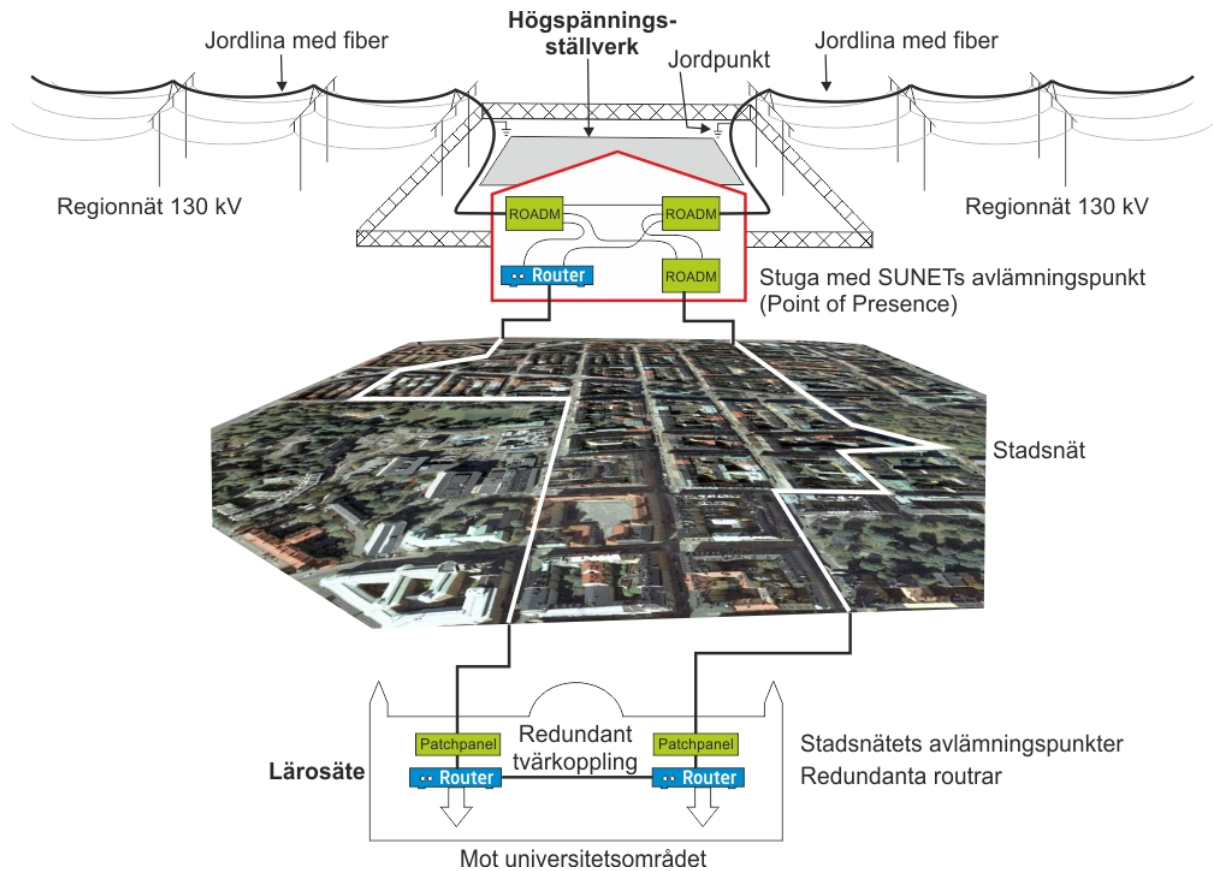 Högspännings-
ställverk
Jordlina med fiber
Jordpunkt
Jordlina med fiber
Regionnät 130 kV
Regionnät 130 kV
ROADM
ROADM
Router
ROADM
Stuga med SUNETs avlämningspunkt
(Point of Presence)
Stadsnät
Patchpanel
Redundant
tvärkoppling
Patchpanel
Stadsnätets avlämningspunkter
Lärosäte
Router
Router
Redundanta routrar
Mot universitetsområdet